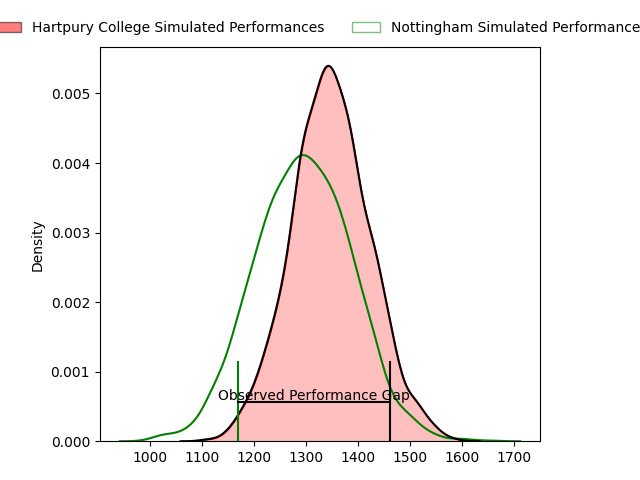 Hartpury College Simulated Performances
Nottingham Simulated Performance
Density
0.005
0.004
0.003
0.002
0.001
0.000
Observed Performance Gap
1000 1100 1200 1300 1400 1500 1600 1700